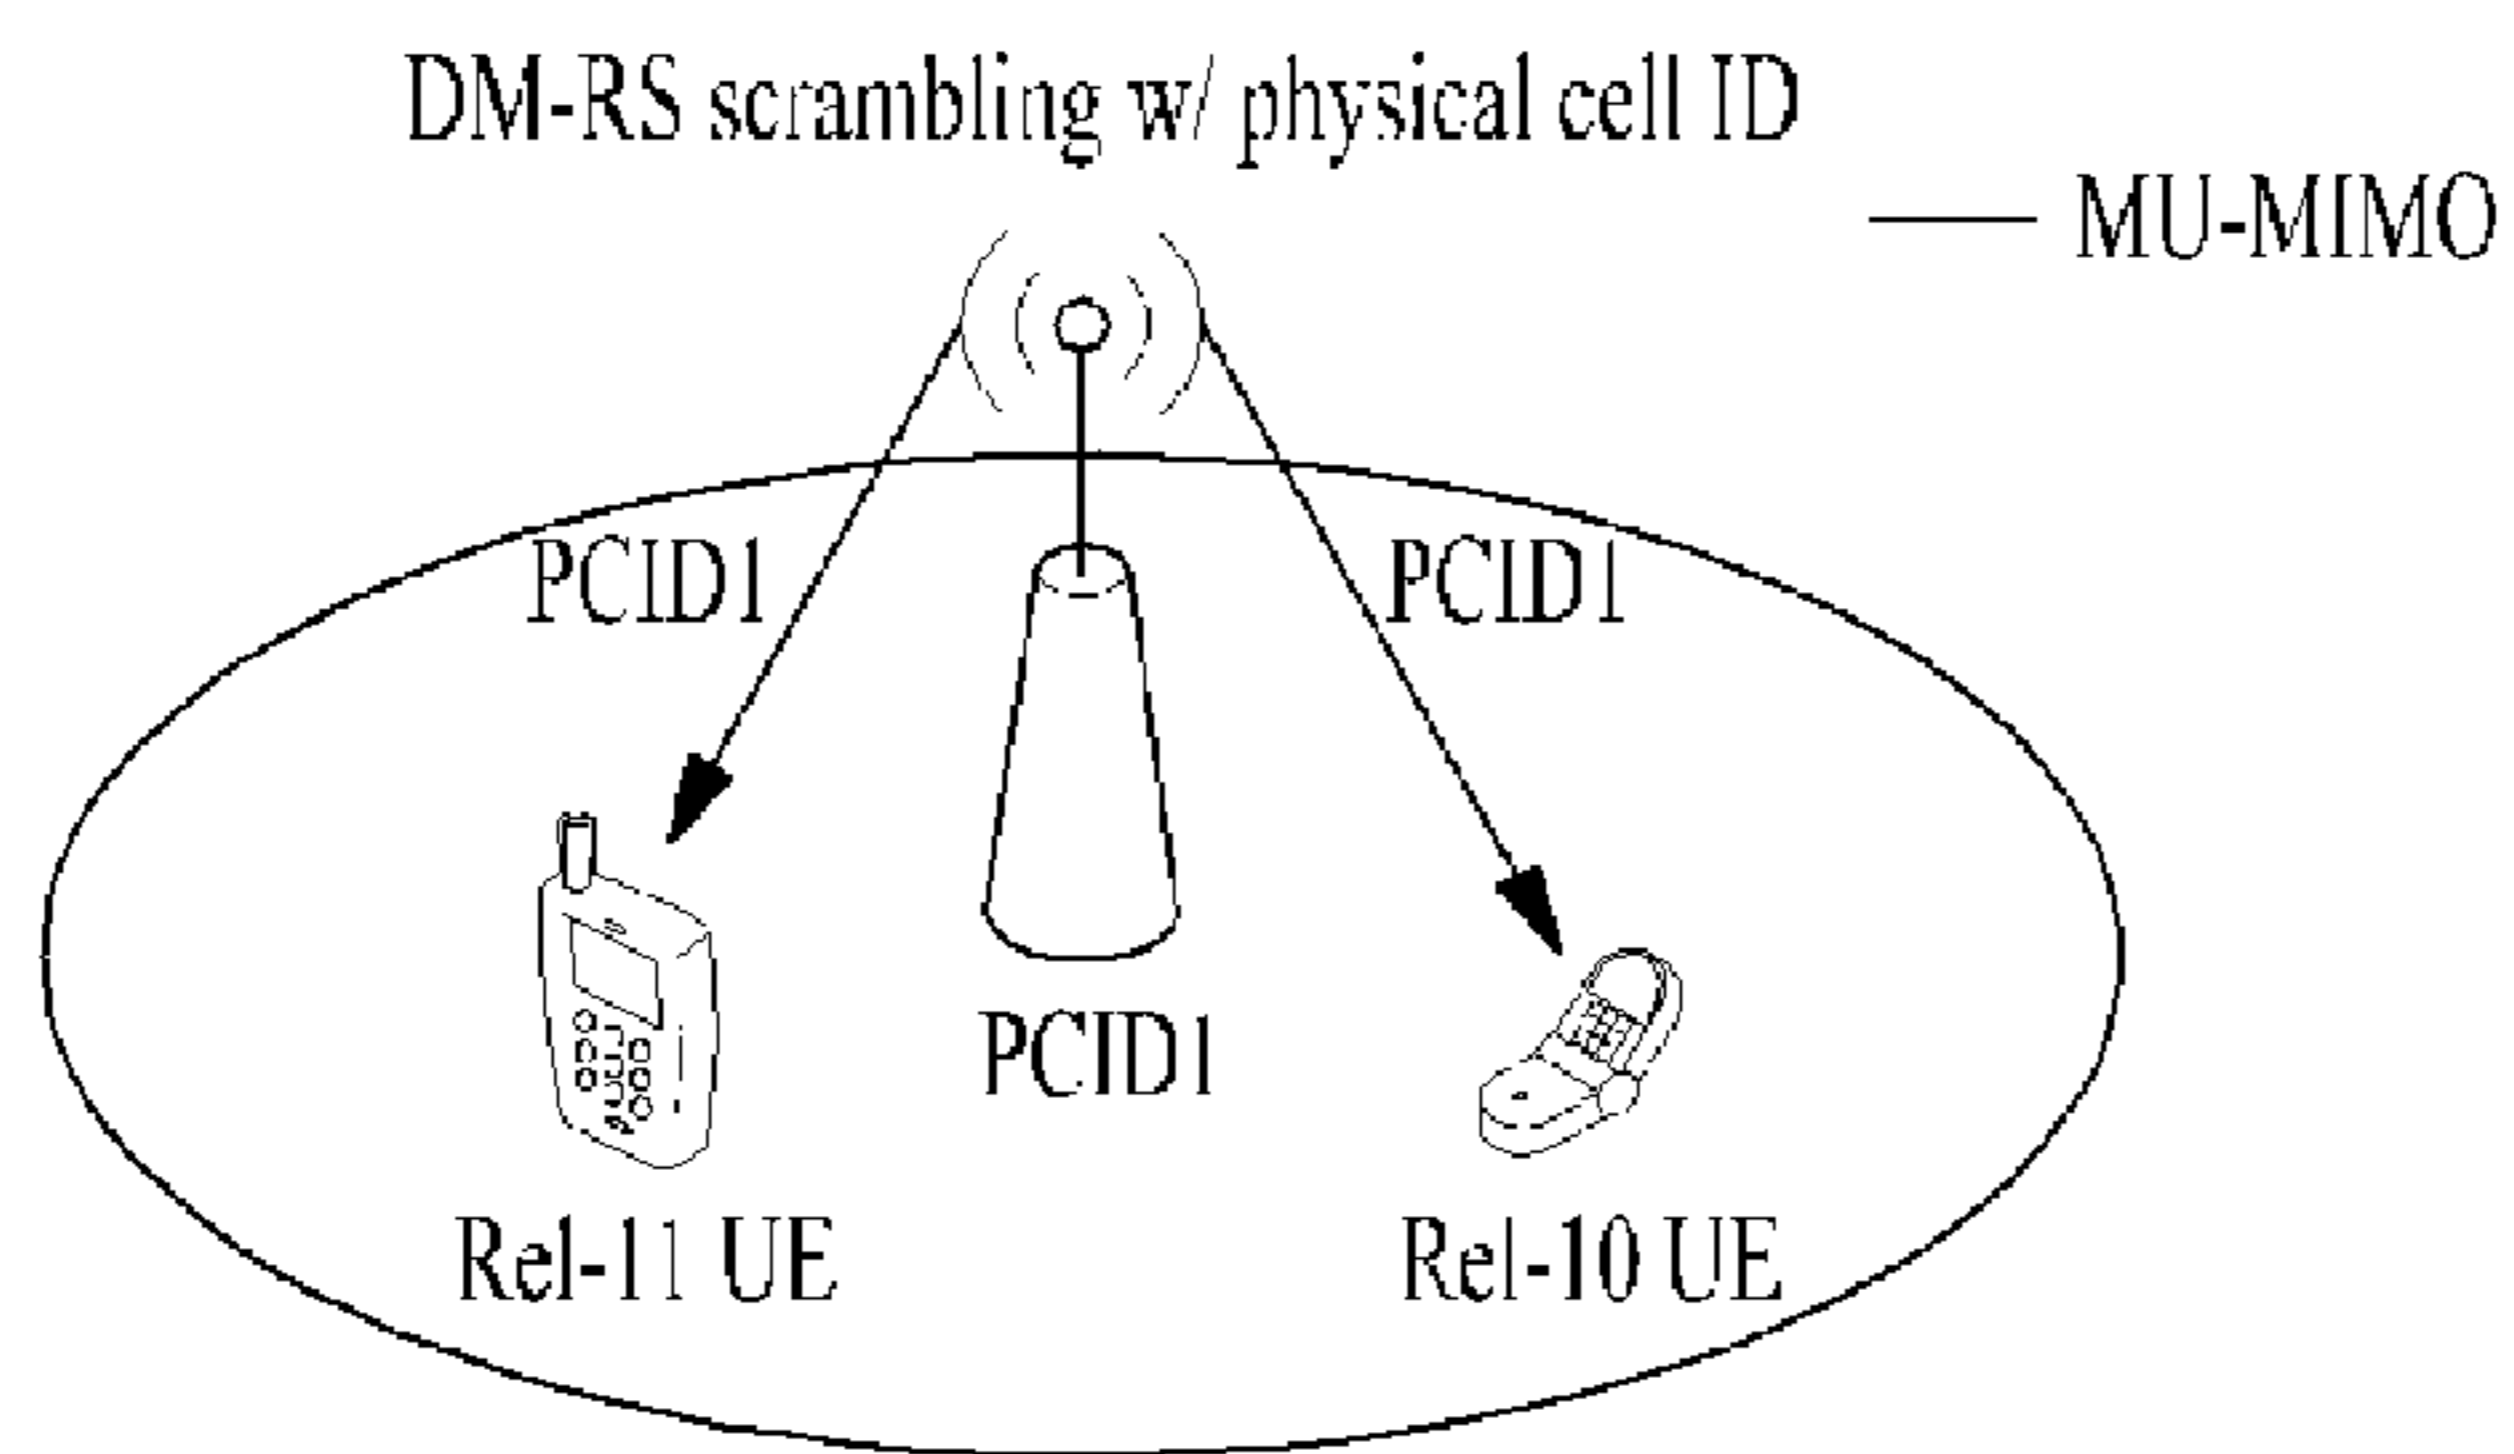 DM-RS scrambling w/ physical cell ID
MU-MIMO
PCID1
PCID1
PCID1
Rel-11 UE
Rel-10 UE